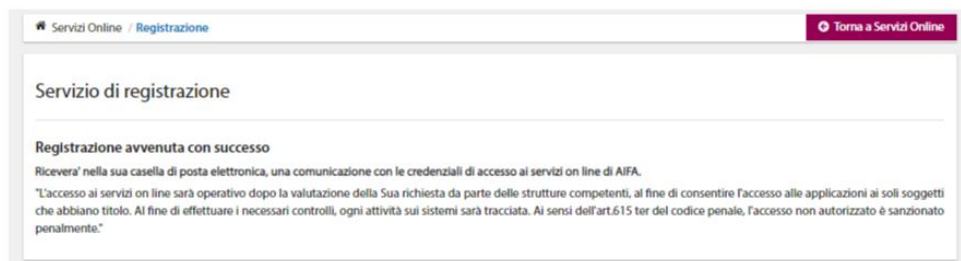 Servizi Online / Registrazione
Torna a Servizi Online
Servizio di registrazione
Registrazione avvenuta con successo
Ricevera' nella sua casella di posta elettronica, una comunicazione con le credenziali di accesso ai servizi on line di AIFA.
"L'accesso ai servizi on line sarà operativo dopo la valutazione della Sua richiesta da parte delle strutture competenti, al fine di consentire l'accesso alle applicazioni ai soli soggetti
che abbiano titolo. Al fine di effettuare i necessari controlli, ogni attività sui sistemi sarà tracciata. Ai sensi dell'art.615 ter del codice penale, l'accesso non autorizzato è sanzionato
penalmente."